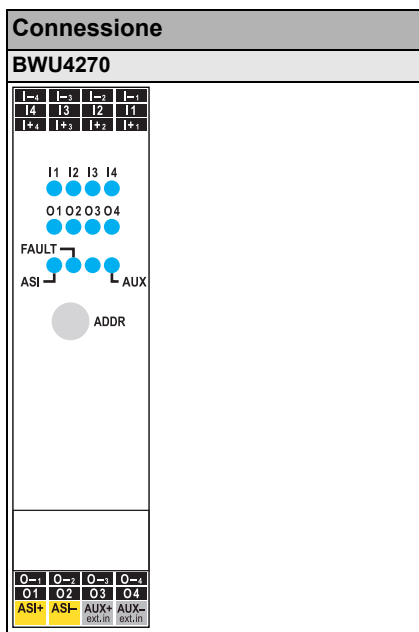 Connessione
BWU4270
I–4 I–3 I–2 I–1
I4 I3 I2 I1
I+4 I+3 I+2 I+1
I1 I2 I3 I4
O1 O2 O3 O4
FAULT
ASI AUX
ADDR
O–1 O–2 O–3 O–4
O1 O2 O3 O4
ASI+ ASI– AUX+ AUX–
ext.in ext.in